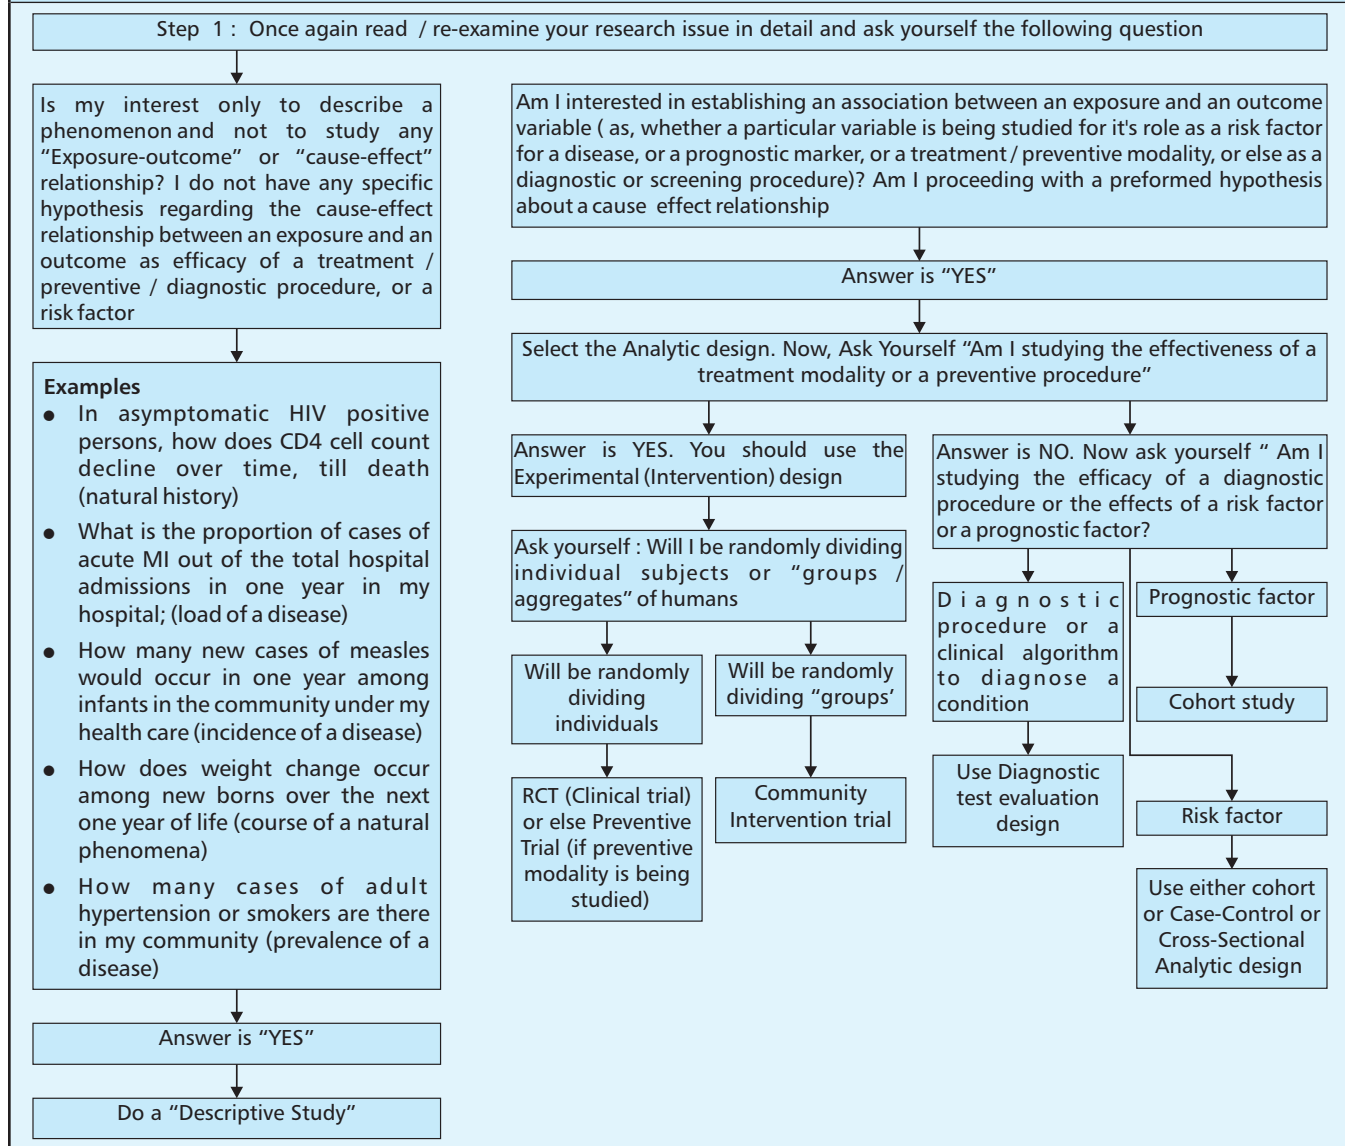 Step 1 : Once again read / re-examine your research issue in detail and ask yourself the following question
Is my interest only to describe a
phenomenon and not to study any
“Exposure-outcome” or “cause-effect”
relationship? I do not have any specific
hypothesis regarding the cause-effect
relationship between an exposure and an
outcome as efficacy of a treatment /
preventive / diagnostic procedure, or a
risk factor
Examples
● In asymptomatic HIV positive
persons, how does CD4 cell count
decline over time, till death
(natural history)
● What is the proportion of cases of
acute MI out of the total hospital
admissions in one year in my
hospital; (load of a disease)
● How many new cases of measles
would occur in one year among
infants in the community under my
health care (incidence of a disease)
● How does weight change occur
among new borns over the next
one year of life (course of a natural
phenomena)
● How many cases of adult
hypertension or smokers are there
in my community (prevalence of a
disease)
Answer is “YES”
Do a “Descriptive Study”
Am I interested in establishing an association between an exposure and an outcome
variable ( as, whether a particular variable is being studied for it's role as a risk factor
for a disease, or a prognostic marker, or a treatment / preventive modality, or else as a
diagnostic or screening procedure)? Am I proceeding with a preformed hypothesis
about a cause effect relationship
Answer is “YES”
Select the Analytic design. Now, Ask Yourself “Am I studying the effectiveness of a
treatment modality or a preventive procedure”
Answer is YES. You should use the
Experimental (Intervention) design
Ask yourself : Will I be randomly dividing
individual subjects or “groups /
aggregates” of humans
Will be randomly
dividing
individuals
RCT (Clinical trial)
or else Preventive
Trial (if preventive
modality is being
studied)
Will be randomly
dividing “groups’
Community
Intervention trial
Answer is NO. Now ask yourself “ Am I
studying the efficacy of a diagnostic
procedure or the effects of a risk factor
or a prognostic factor?
Diagnostic
procedure or a
clinical algorithm
to diagnose a
condition
Use Diagnostic
test evaluation
design
Prognostic factor
Cohort study
Risk factor
Use either cohort
or Case-Control or
Cross-Sectional
Analytic design